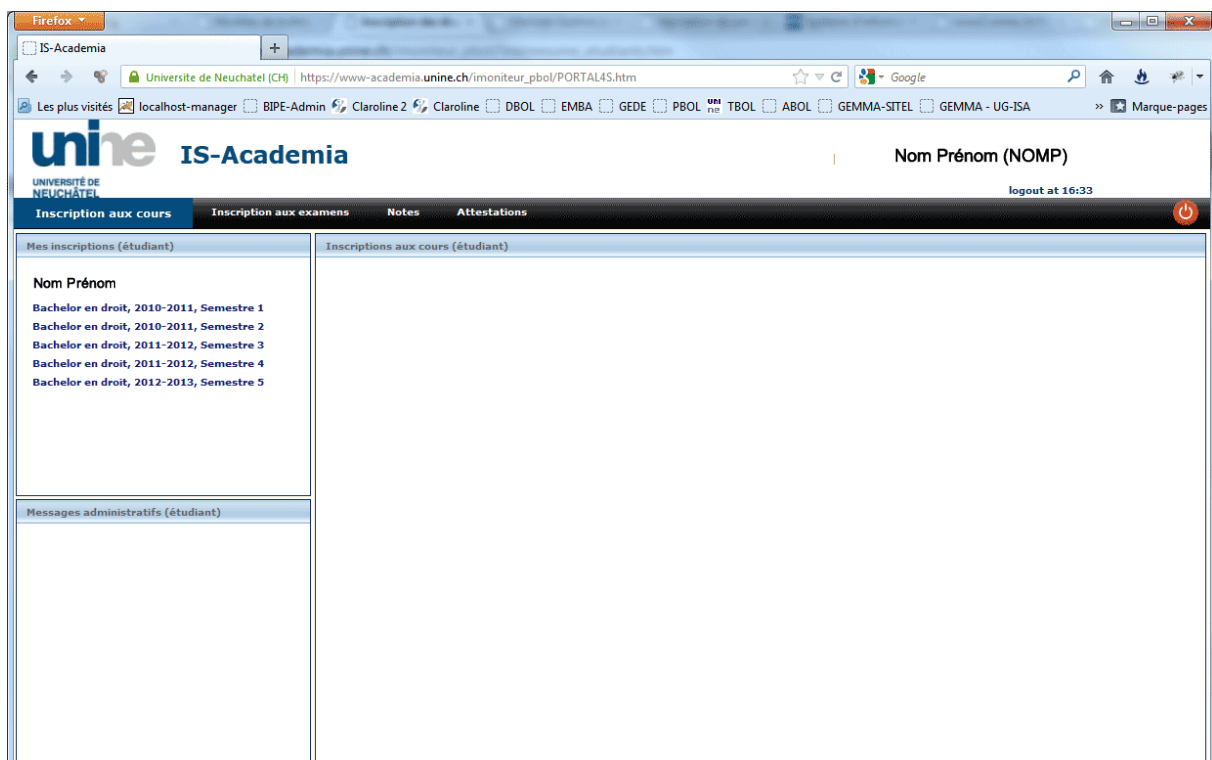 Firefox
IS-Academia
Universite de Neuchatel (CH) https://www-academia.unine.ch/imoniteur_pbol/PORTAL4S.htm Google
Les plus visités localhost-manager BIPE-Admin Claroline 2 Claroline DBOL EMBA GEDE PBOL TBOL ABOL GEMMA-SITEL GEMMA - UG-ISA » Marque-pages
unine IS-Academia Nom Prénom (NOMP)
UNIVERSITÉ DE
NEUCHÂTEL
logout at 16:33
Inscription aux cours Inscription aux examens Notes Attestations
Mes inscriptions (étudiant) Inscriptions aux cours (étudiant)
Nom Prénom
Bachelor en droit, 2010-2011, Semestre 1
Bachelor en droit, 2010-2011, Semestre 2
Bachelor en droit, 2011-2012, Semestre 3
Bachelor en droit, 2011-2012, Semestre 4
Bachelor en droit, 2012-2013, Semestre 5
Messages administratifs (étudiant)